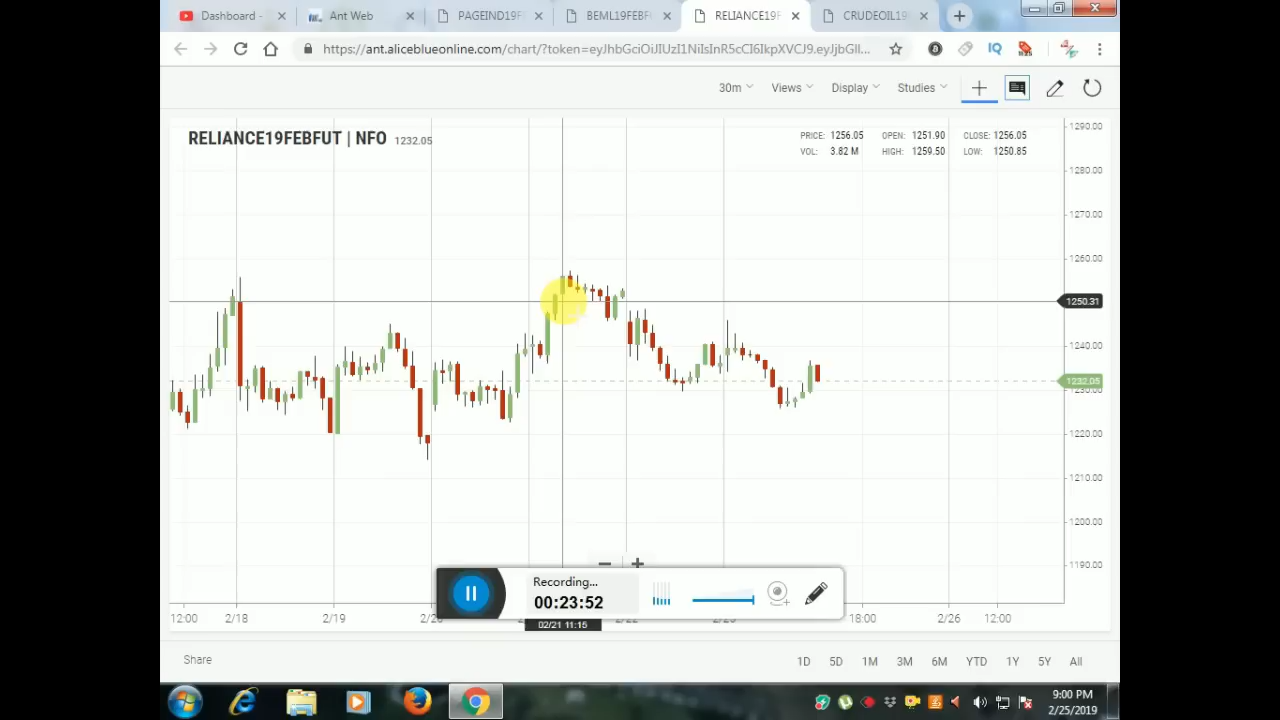 Dashboard -
Ant Web
PAGEIND19F
BEML19FEBF
RELIANCE19F
CRUDEOIL19
https://ant.aliceblueonline.com/chart/?token=eyJhbGciOiJIUzI1NiIsInR5cCI6IkpXVCJ9.eyJjbGll...
30m
Views
Display
Studies
RELIANCE19FEBFUT | NFO 1232.05
PRICE: 1256.05 OPEN: 1251.90 CLOSE: 1256.05
VOL: 3.82 M HIGH: 1259.50 LOW: 1250.85
1290.00
1280.00
1270.00
1260.00
1250.31
1240.00
1232.05
1230.00
1220.00
1210.00
1200.00
1190.00
Recording...
00:23:52
12:00 2/18 2/19 2/22 18:00 2/26 12:00
02/21 11:15
Share
1D 5D 1M 3M 6M YTD 1Y 5Y All
9:00 PM
2/25/2019